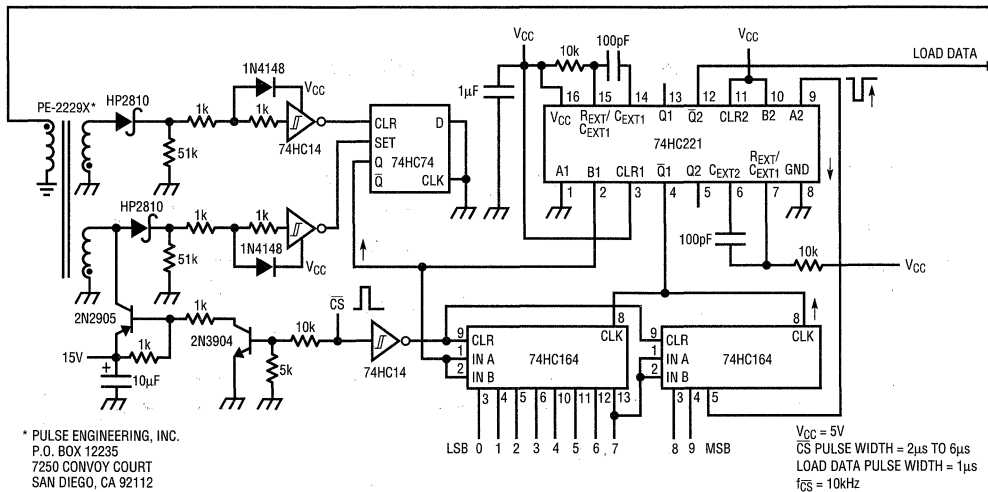 VCC
VCC
100pF
10k
LOAD DATA
1N4148
HP2810
PE-2229X*
VCC
1µF
1k
1k
16 15 14 13 12 11 10 9
VCC REXT/CEXT1 CEXT1 Q1 Q̅2 CLR2 B2 A2
74HC14
CLR D
SET
Q 74HC74
Q̅ CLK
51k
74HC221
A1 B1 CLR1 Q̅1 Q2 CEXT2 REXT/CEXT1 GND
1 2 3 4 5 6 7 8
HP2810
1k
1k
1N4148
VCC
51k
100pF
10k
VCC
2N2905
1k
2N3904
10k
C̅S̅
15V
1k
+
10µF
5k
74HC14
8
CLK
9 CLR
1 IN A
2 IN B
74HC164
3 4 5 6 10 11 12 13
LSB 0 1 2 3 4 5 6 7
8
CLK
9 CLR
1 IN A
2 IN B
74HC164
3 4 5
8 9 MSB
* PULSE ENGINEERING, INC.
P.O. BOX 12235
7250 CONVOY COURT
SAN DIEGO, CA 92112
VCC = 5V
C̅S̅ PULSE WIDTH = 2µs TO 6µs
LOAD DATA PULSE WIDTH = 1µs
fC̅S̅ = 10kHz